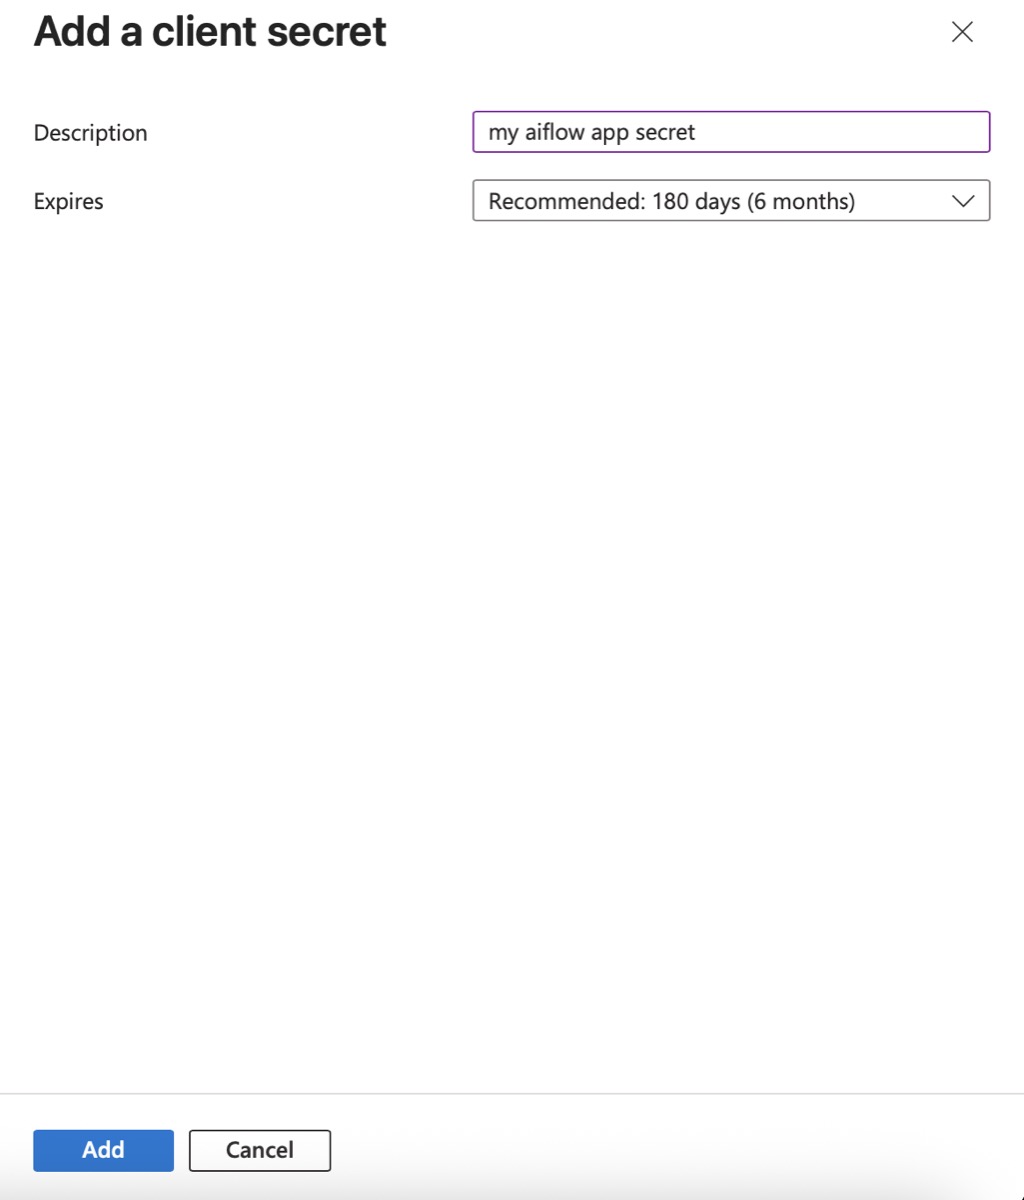 Add a client secret
Description
my aiflow app secret
Expires
Recommended: 180 days (6 months)
Add
Cancel